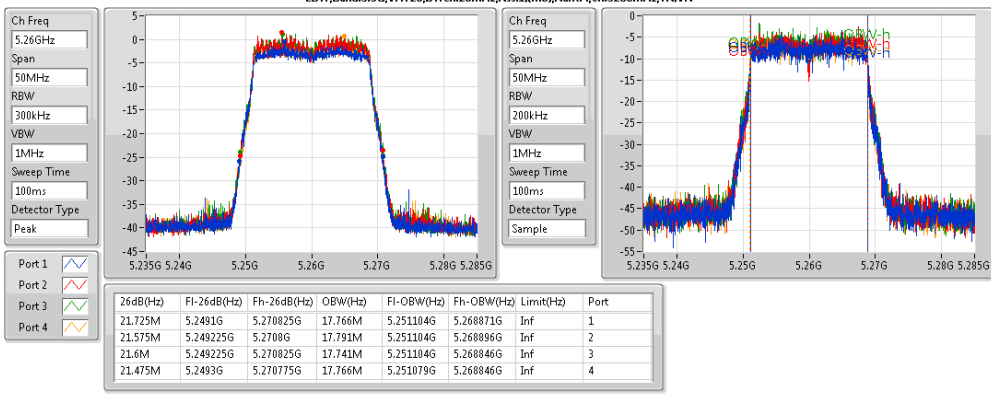 Ch Freq
5.26GHz
Span
50MHz
RBW
300kHz
VBW
1MHz
Sweep Time
100ms
Detector Type
Peak
5
0
-5
-10
-15
-20
-25
-30
-35
-40
-45
5.235G 5.24G 5.25G 5.26G 5.27G 5.28G 5.285G
Ch Freq
5.26GHz
Span
50MHz
RBW
200kHz
VBW
1MHz
Sweep Time
100ms
Detector Type
Sample
5
0
-5
-10
-15
-20
-25
-30
-35
-40
-45
-50
-55
5.235G 5.24G 5.25G 5.26G 5.27G 5.28G 5.285G
Port 1
Port 2
Port 3
Port 4
26dB(Hz) Fl-26dB(Hz) Fh-26dB(Hz) OBW(Hz) Fl-OBW(Hz) Fh-OBW(Hz) Limit(Hz) Port
21.725M 5.2491G 5.270825G 17.766M 5.251104G 5.268871G Inf 1
21.575M 5.249225G 5.2708G 17.791M 5.251104G 5.268896G Inf 2
21.6M 5.249225G 5.270825G 17.741M 5.251104G 5.268846G Inf 3
21.475M 5.2493G 5.270775G 17.766M 5.251079G 5.268846G Inf 4